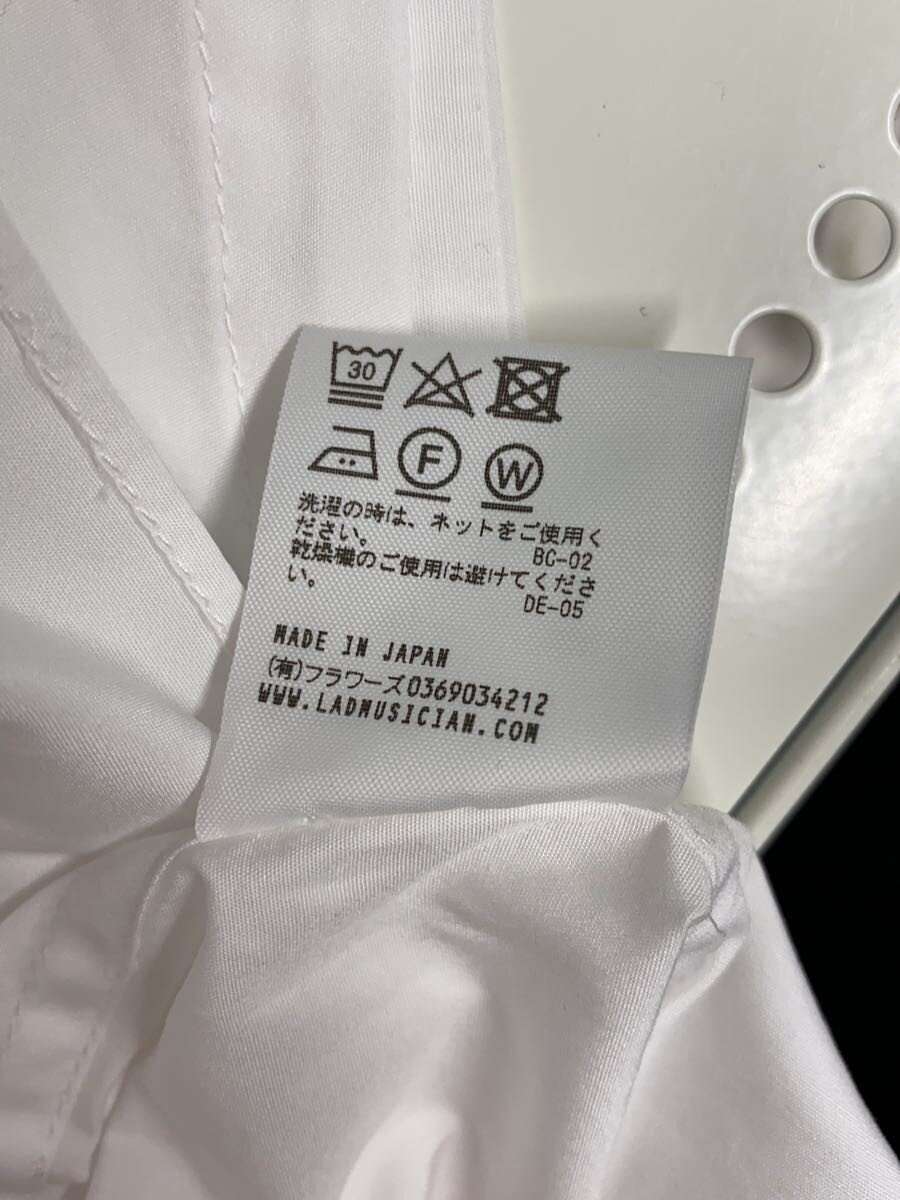 30
F W
洗濯の時は、ネットをご使用く
ださい。 BC-02
乾燥機のご使用は避けてくださ
い。 DE-05
MADE IN JAPAN
(有)フラワーズ0369034212
WWW.LADMUSICIAN.COM